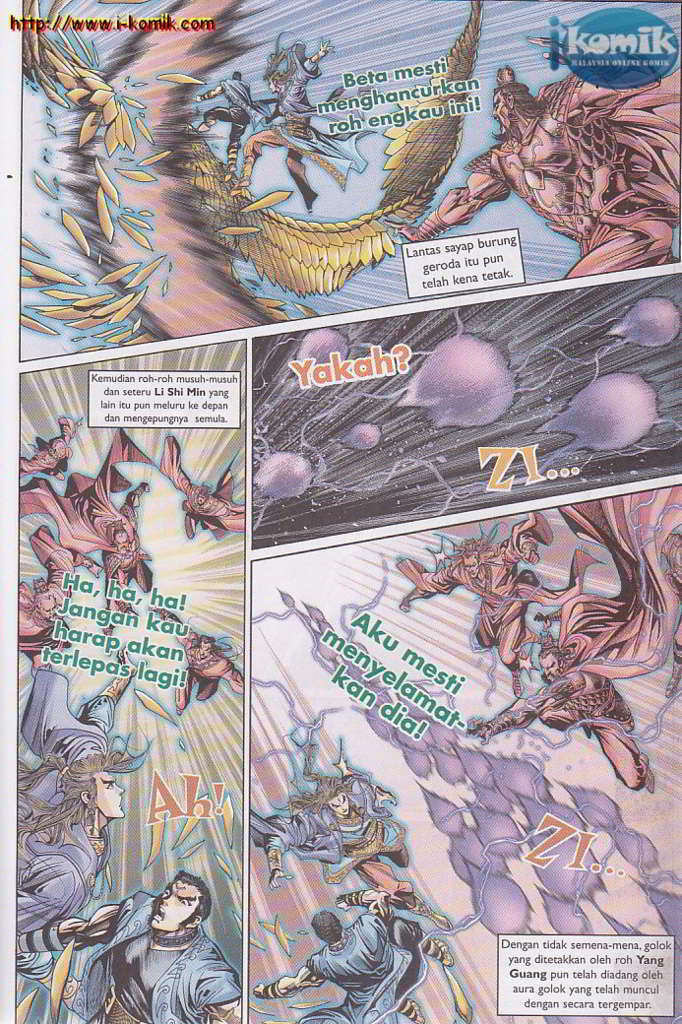 http://www.i-komik.com
iKomik
MALAYSIA ONLINE KOMIK
Beta mesti
menghancurkan
roh engkau ini!
Lantas sayap burung
geroda itu pun
telah kena tetak.
Kemudian roh-roh musuh-musuh
dan seteru Li Shi Min yang
lain itu pun meluru ke depan
dan mengepungnya semula.
Yakah?
ZI...
Ha, ha, ha!
Jangan kau
harap akan
terlepas lagi!
Ah!
Aku mesti
menyelamat-
kan dia!
ZI...
Dengan tidak semena-mena, golok
yang ditetakkan oleh roh Yang
Guang pun telah diadang oleh
aura golok yang telah muncul
dengan secara tergempar.